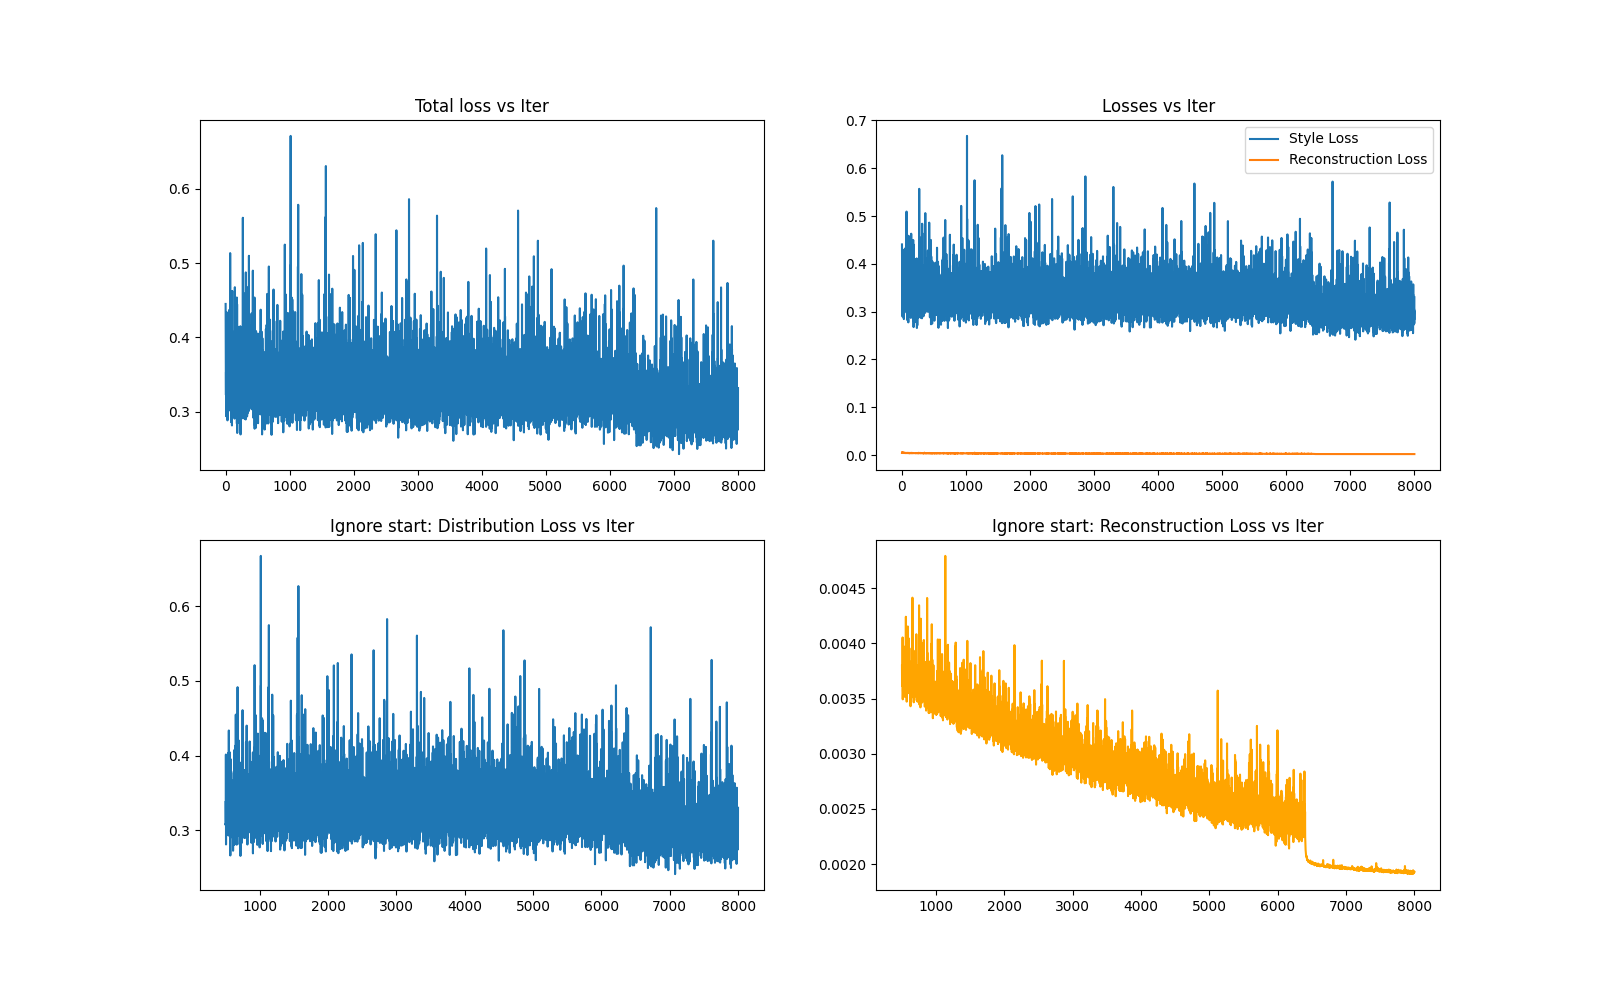 Total loss vs Iter
0.6
0.5
0.4
0.3
0 1000 2000 3000 4000 5000 6000 7000 8000
Losses vs Iter
0.7
0.6
0.5
0.4
0.3
0.2
0.1
0.0
Style Loss
Reconstruction Loss
0 1000 2000 3000 4000 5000 6000 7000 8000
Ignore start: Distribution Loss vs Iter
0.6
0.5
0.4
0.3
1000 2000 3000 4000 5000 6000 7000 8000
Ignore start: Reconstruction Loss vs Iter
0.0045
0.0040
0.0035
0.0030
0.0025
0.0020
1000 2000 3000 4000 5000 6000 7000 8000